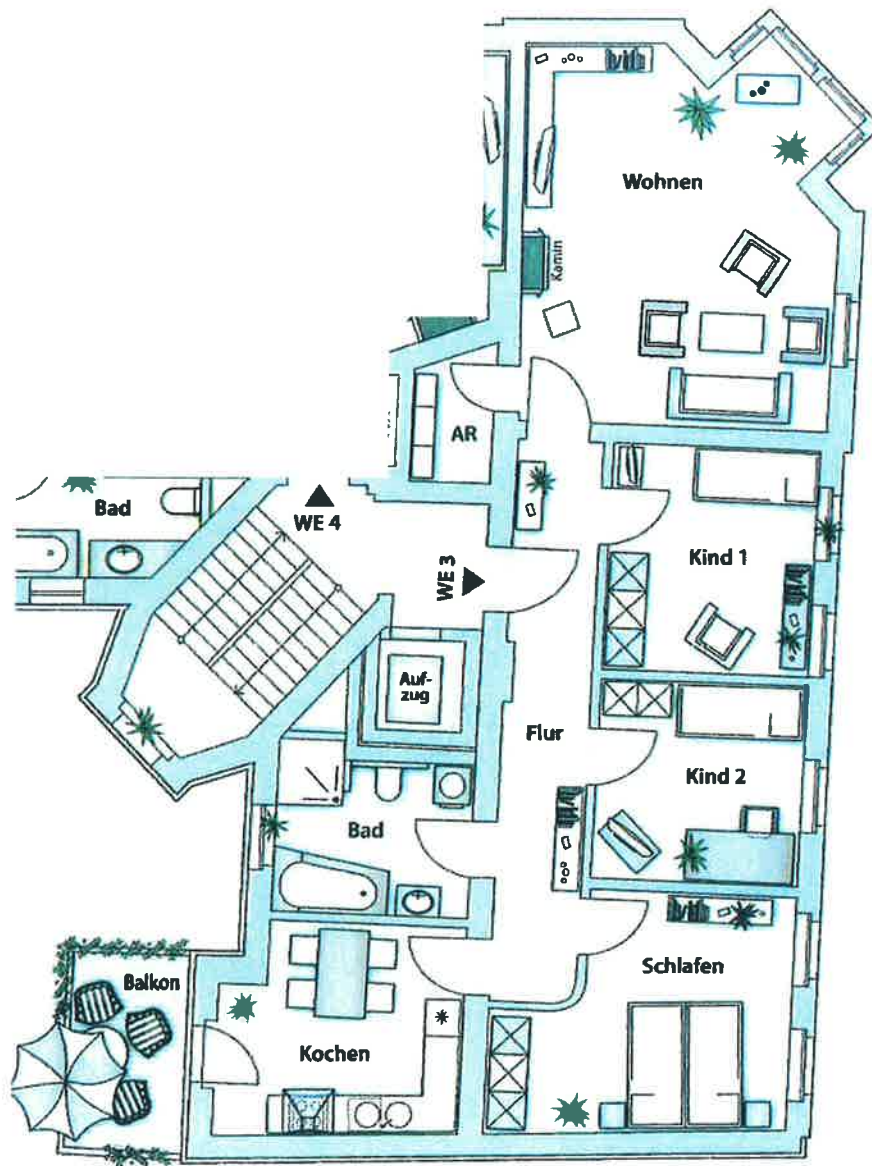 Wohnen
Kamin
AR
Bad
WE 4
WE 3
Kind 1
Auf-
zug
Flur
Kind 2
Bad
Schlafen
Balkon
Kochen